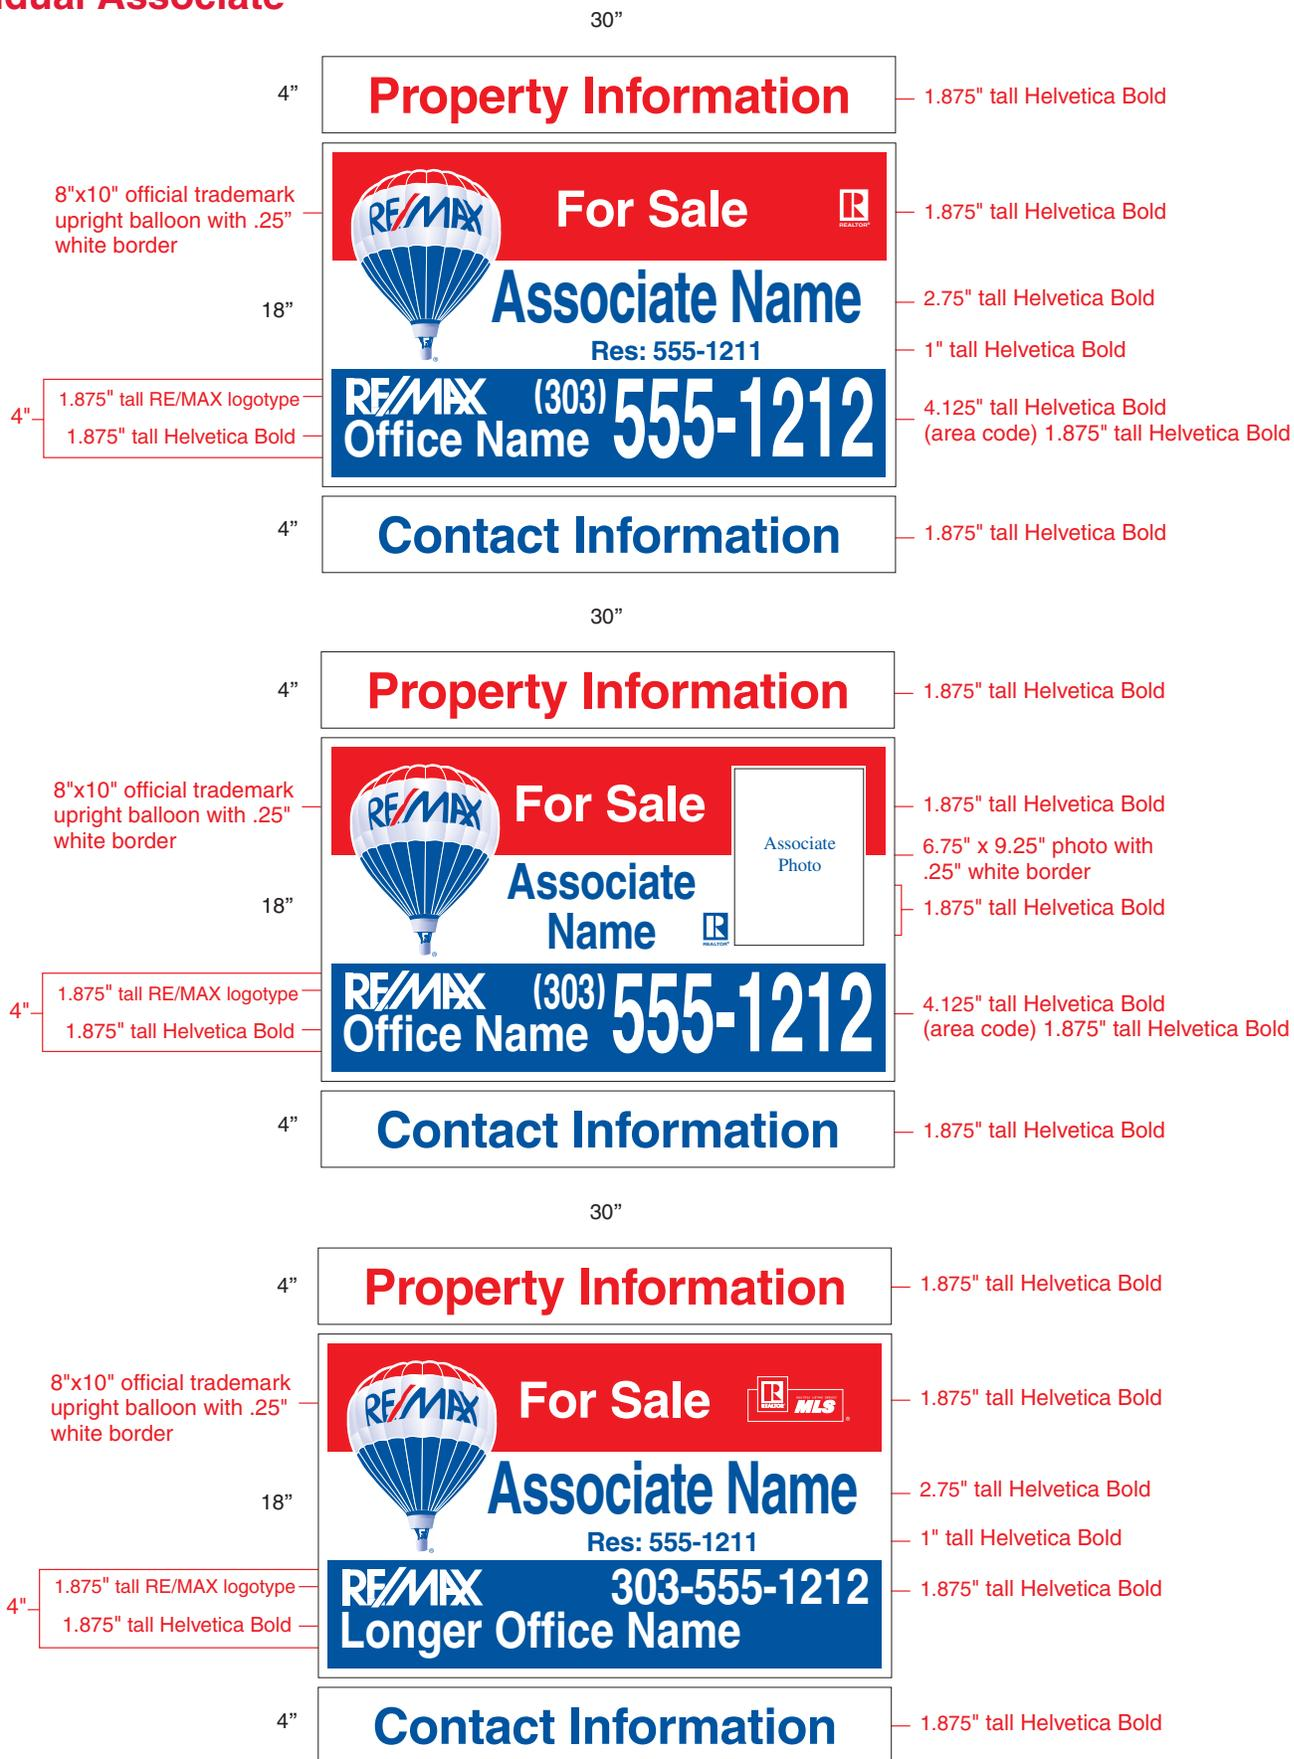 idual Associate
30”
4”
Property Information
1.875" tall Helvetica Bold
8"x10" official trademark
upright balloon with .25”
white border
RE/MAX
For Sale
R
REALTOR®
1.875" tall Helvetica Bold
18”
Associate Name
2.75" tall Helvetica Bold
Res: 555-1211
1" tall Helvetica Bold
4"
1.875" tall RE/MAX logotype
1.875" tall Helvetica Bold
RE/MAX
Office Name
(303) 555-1212
4.125" tall Helvetica Bold
(area code) 1.875" tall Helvetica Bold
4”
Contact Information
1.875" tall Helvetica Bold
30”
4”
Property Information
1.875" tall Helvetica Bold
8"x10" official trademark
upright balloon with .25"
white border
RE/MAX
For Sale
1.875" tall Helvetica Bold
Associate
Photo
6.75" x 9.25" photo with
.25" white border
18”
Associate
Name
R
REALTOR®
1.875" tall Helvetica Bold
4"
1.875" tall RE/MAX logotype
1.875" tall Helvetica Bold
RE/MAX
Office Name
(303) 555-1212
4.125" tall Helvetica Bold
(area code) 1.875" tall Helvetica Bold
4”
Contact Information
1.875" tall Helvetica Bold
30”
4”
Property Information
1.875" tall Helvetica Bold
8"x10" official trademark
upright balloon with .25"
white border
RE/MAX
For Sale
R
REALTOR®
MULTIPLE LISTING SERVICE
MLS
®
1.875" tall Helvetica Bold
18”
Associate Name
2.75" tall Helvetica Bold
Res: 555-1211
1" tall Helvetica Bold
4"
1.875" tall RE/MAX logotype
1.875" tall Helvetica Bold
RE/MAX
303-555-1212
Longer Office Name
1.875" tall Helvetica Bold
4”
Contact Information
1.875" tall Helvetica Bold